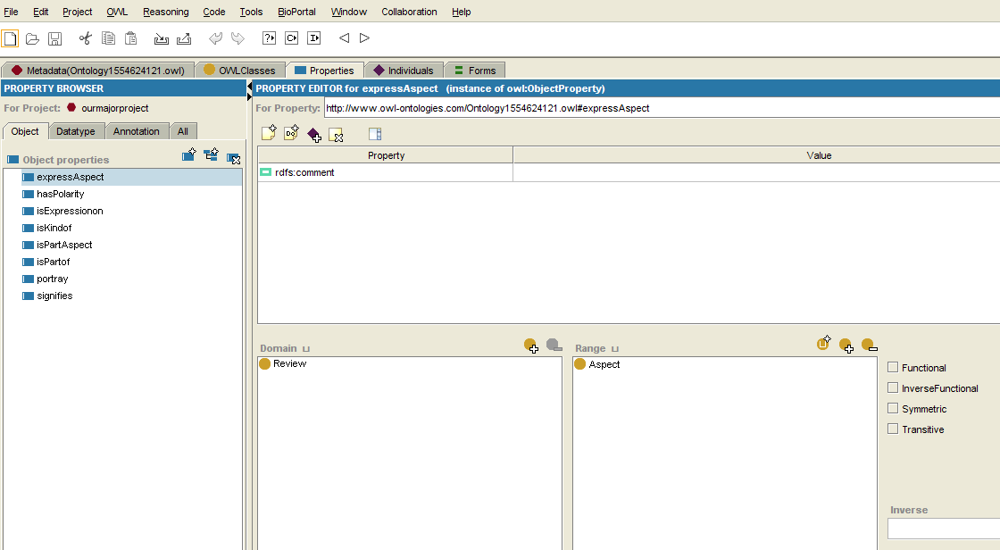 File Edit Project OWL Reasoning Code Tools BioPortal Window Collaboration Help
Metadata(Ontology1554624121.owl) OWLClasses Properties Individuals Forms
PROPERTY BROWSER
PROPERTY EDITOR for expressAspect (instance of owl:ObjectProperty)
For Project: ourmajorproject
For Property: http://www.owl-ontologies.com/Ontology1554624121.owl#expressAspect
Object Datatype Annotation All
Object properties
Property Value
expressAspect
rdfs:comment
hasPolarity
isExpressionon
isKindof
isPartAspect
isPartof
portray
signifies
Domain
Range
Review
Aspect
Functional
InverseFunctional
Symmetric
Transitive
Inverse